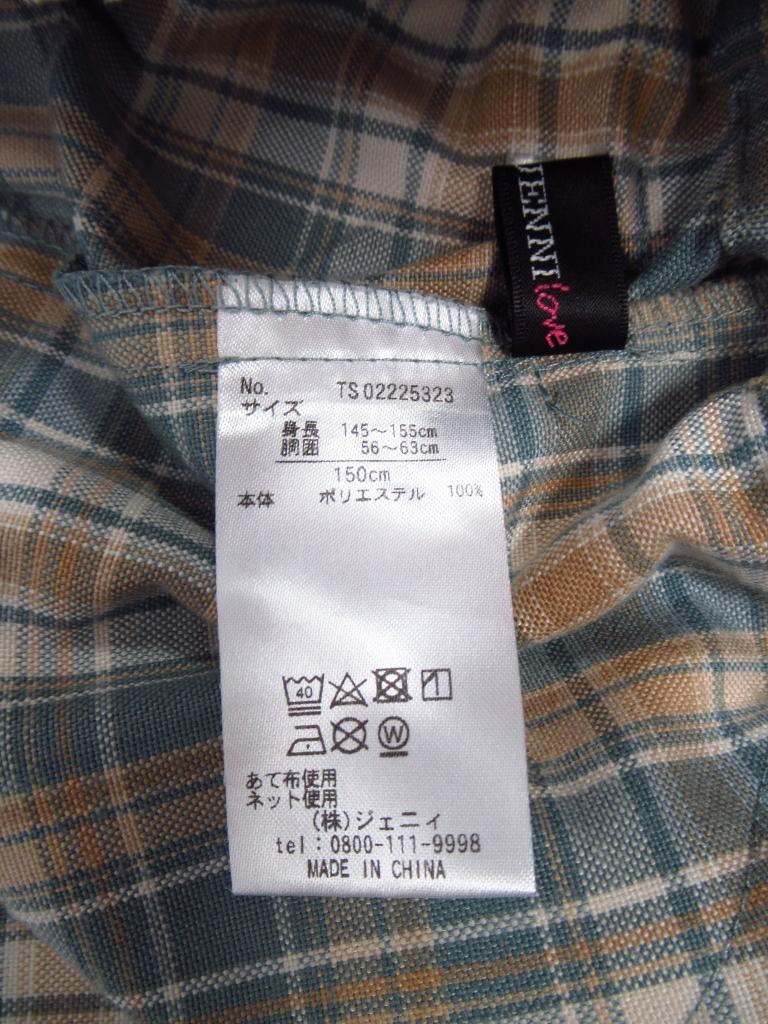 JENNI
love
No. TS02225323
サイズ
身長 145～155cm
胴囲 56～63cm
150cm
本体 ポリエステル 100%
40
W
あて布使用
ネット使用
(株)ジェニィ
tel:0800-111-9998
MADE IN CHINA